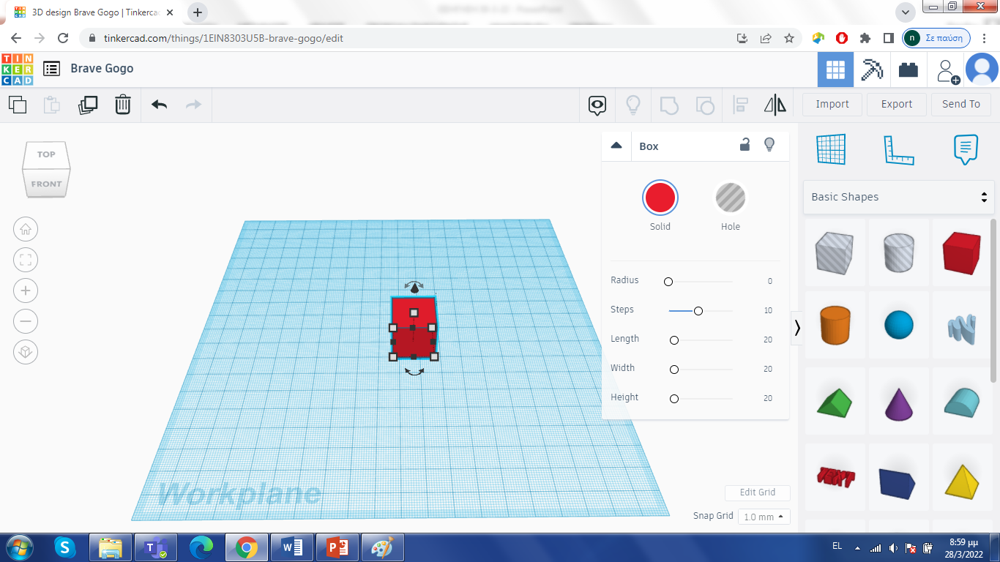 3D design Brave Gogo | Tinkercad
tinkercad.com/things/1EIN8303U5B-brave-gogo/edit
n
Σε παύση
TIN
KER
CAD
Brave Gogo
Import
Export
Send To
TOP
FRONT
Box
Solid
Hole
Radius 0
Steps 10
Length 20
Width 20
Height 20
Basic Shapes
TEXT
Workplane
Edit Grid
Snap Grid 1.0 mm
EL
8:59 μμ
28/3/2022